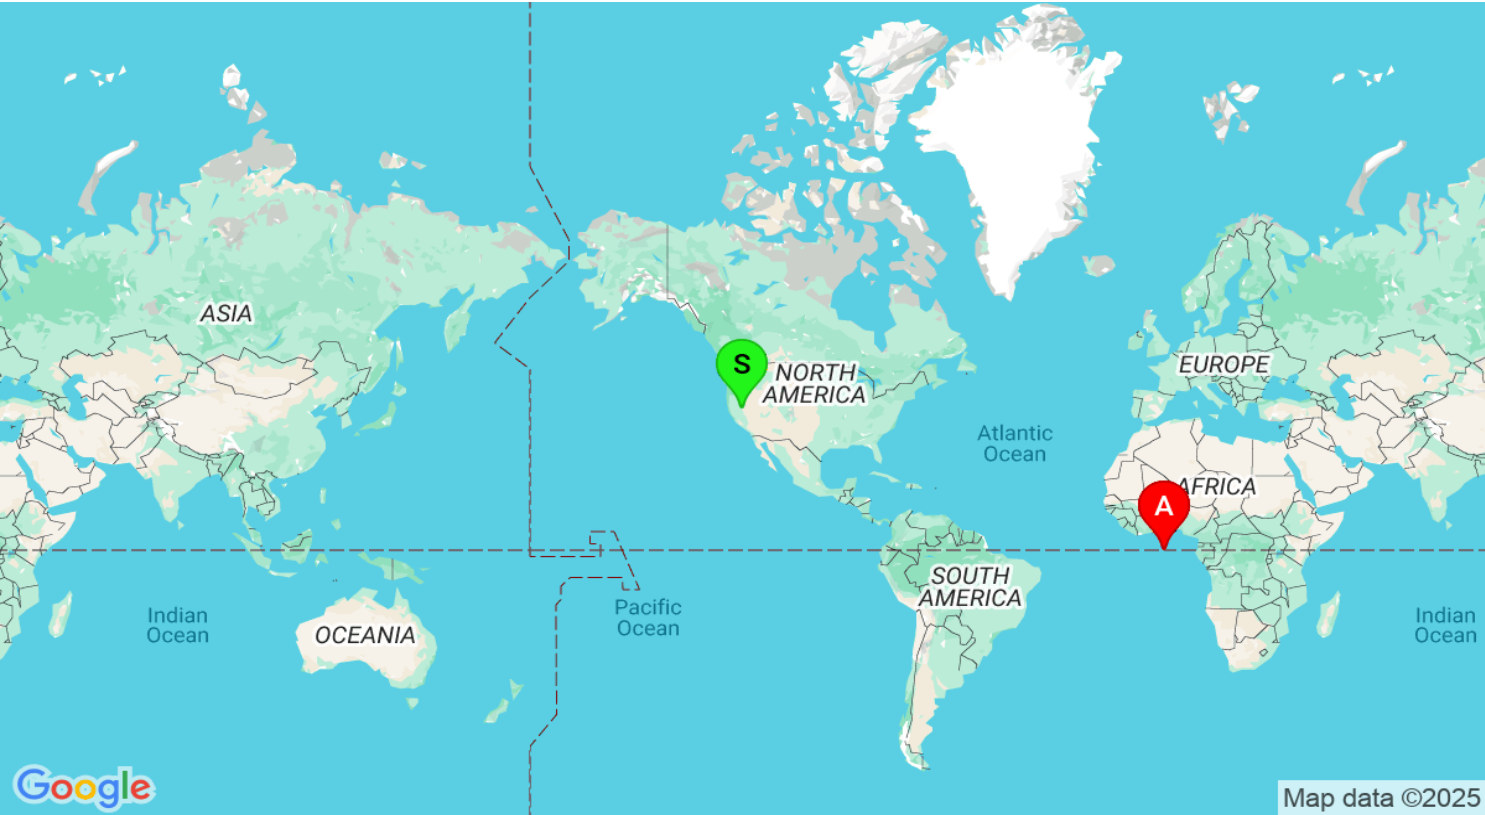 ASIA
S
NORTH
AMERICA
EUROPE
Atlantic
Ocean
AFRICA
A
SOUTH
AMERICA
Indian
Ocean
OCEANIA
Pacific
Ocean
Indian
Ocean
Google
Map data ©2025